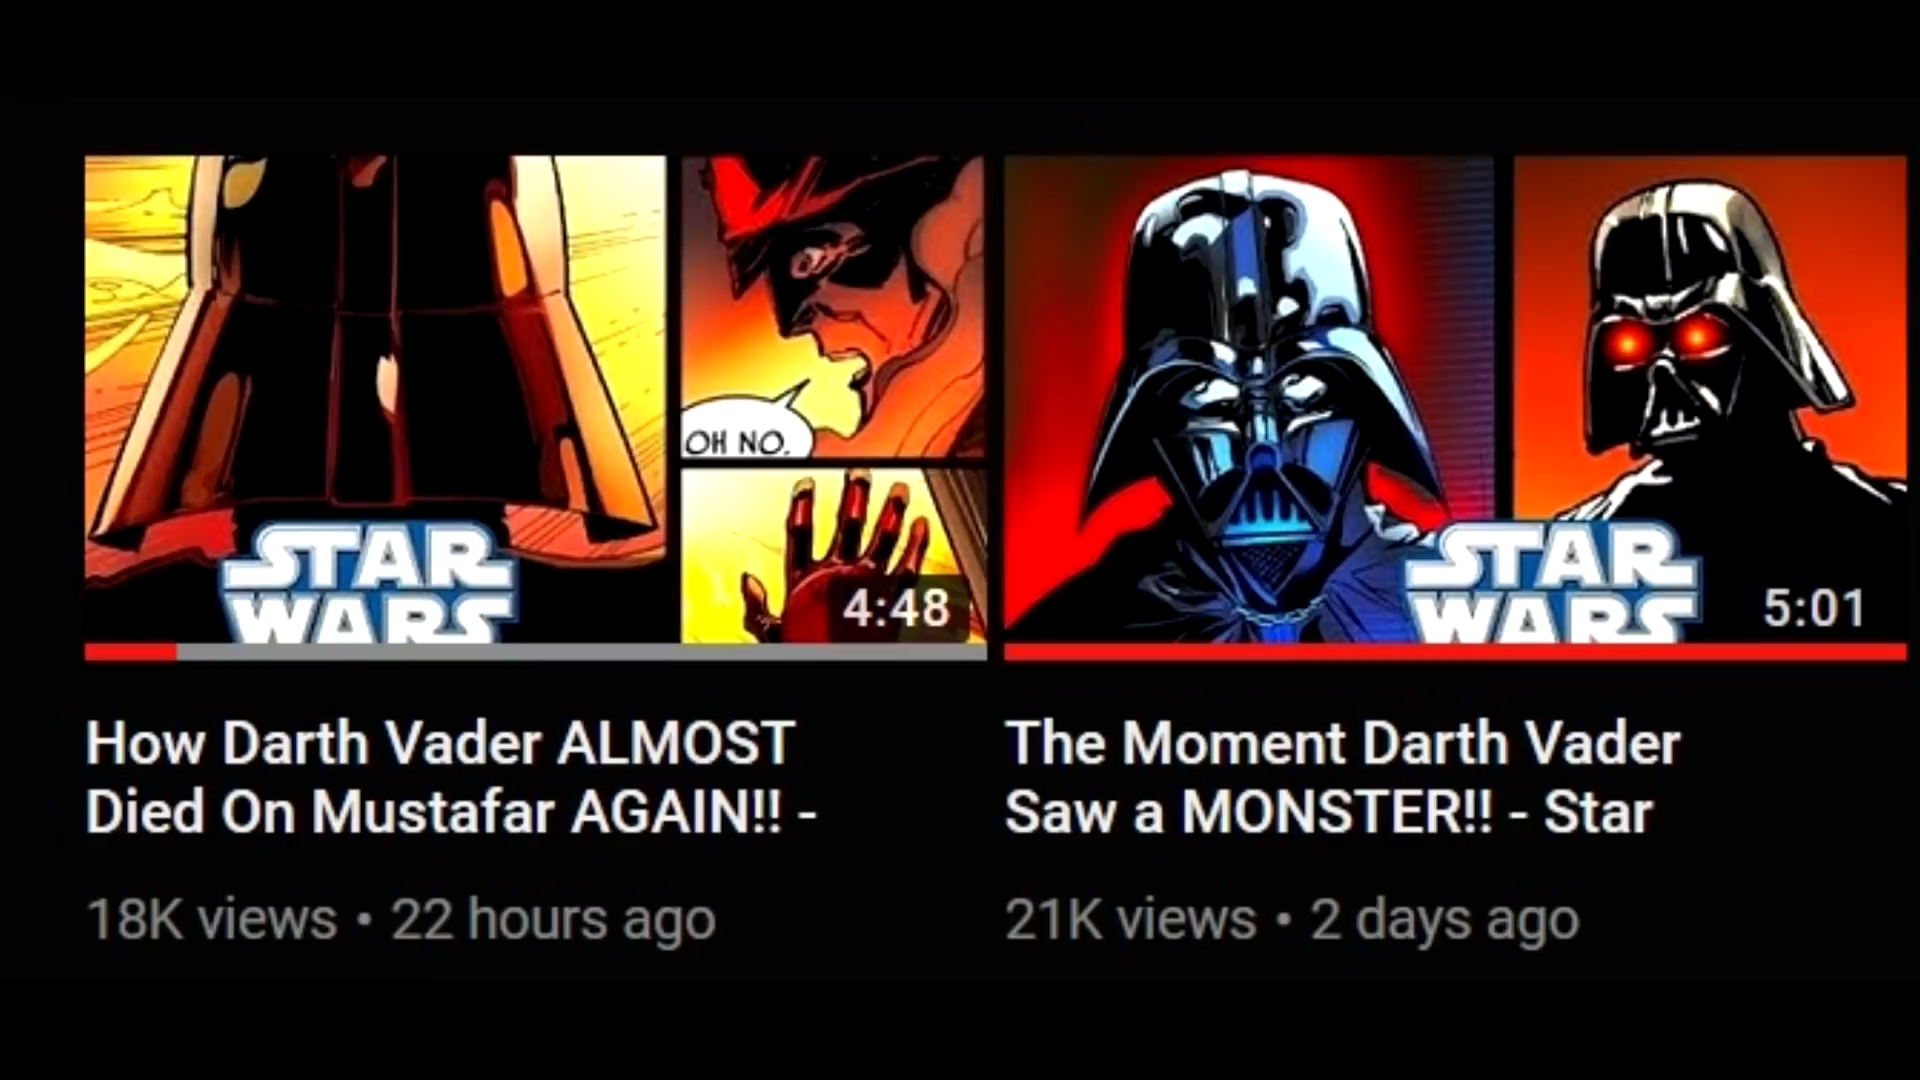 OH NO.
STAR
WARS
4:48
STAR
WARS
5:01
How Darth Vader ALMOST
Died On Mustafar AGAIN!! -
18K views • 22 hours ago
The Moment Darth Vader
Saw a MONSTER!! - Star
21K views • 2 days ago